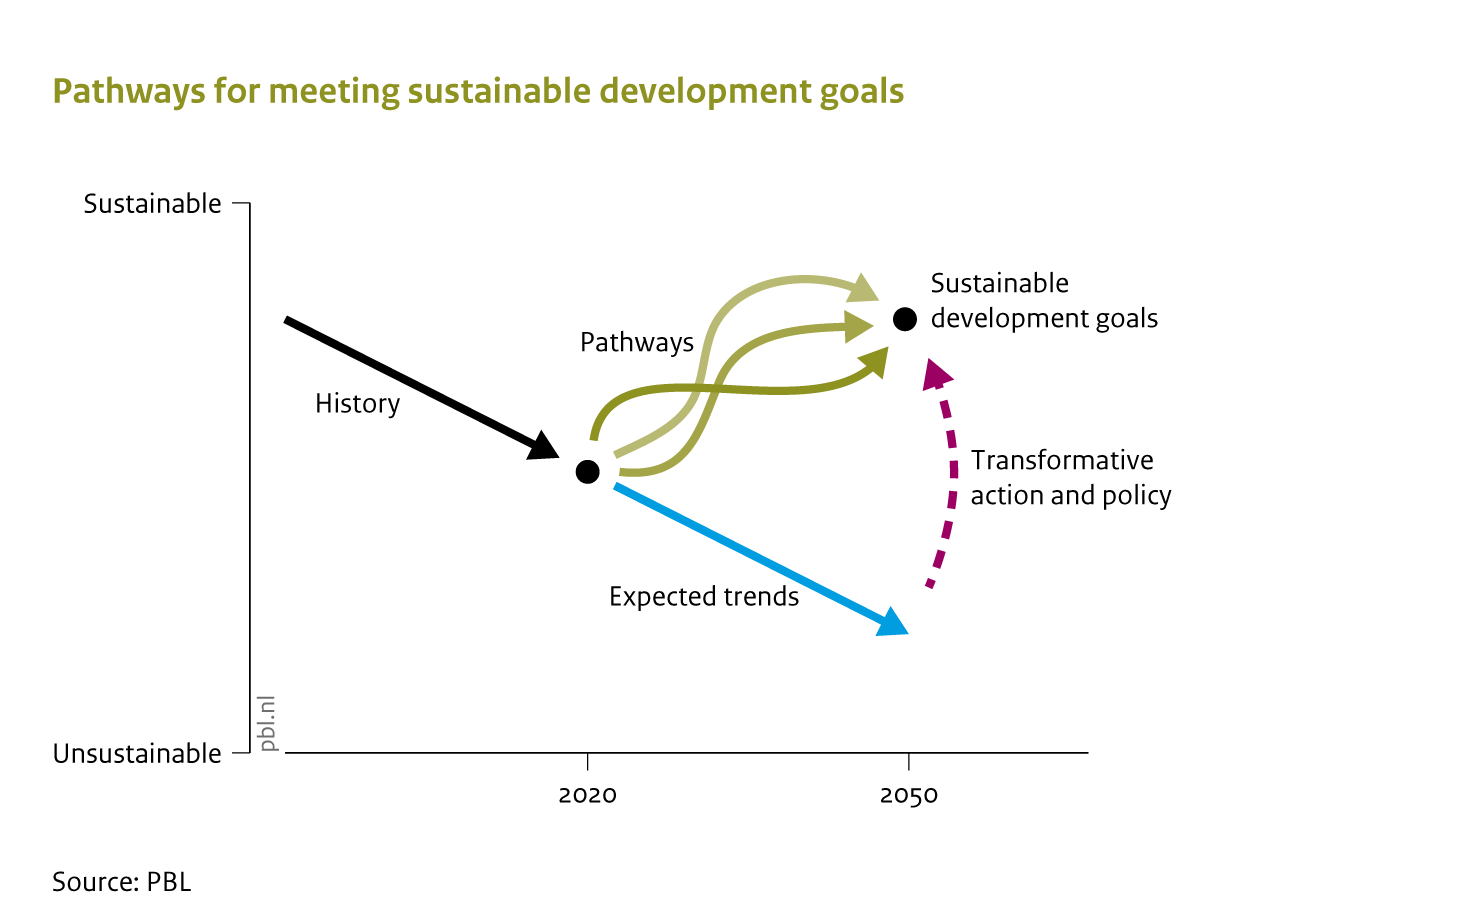 Pathways for meeting sustainable development goals
Sustainable
Sustainable
development goals
Pathways
History
Transformative
action and policy
Expected trends
pbl.nl
Unsustainable
2020
2050
Source: PBL